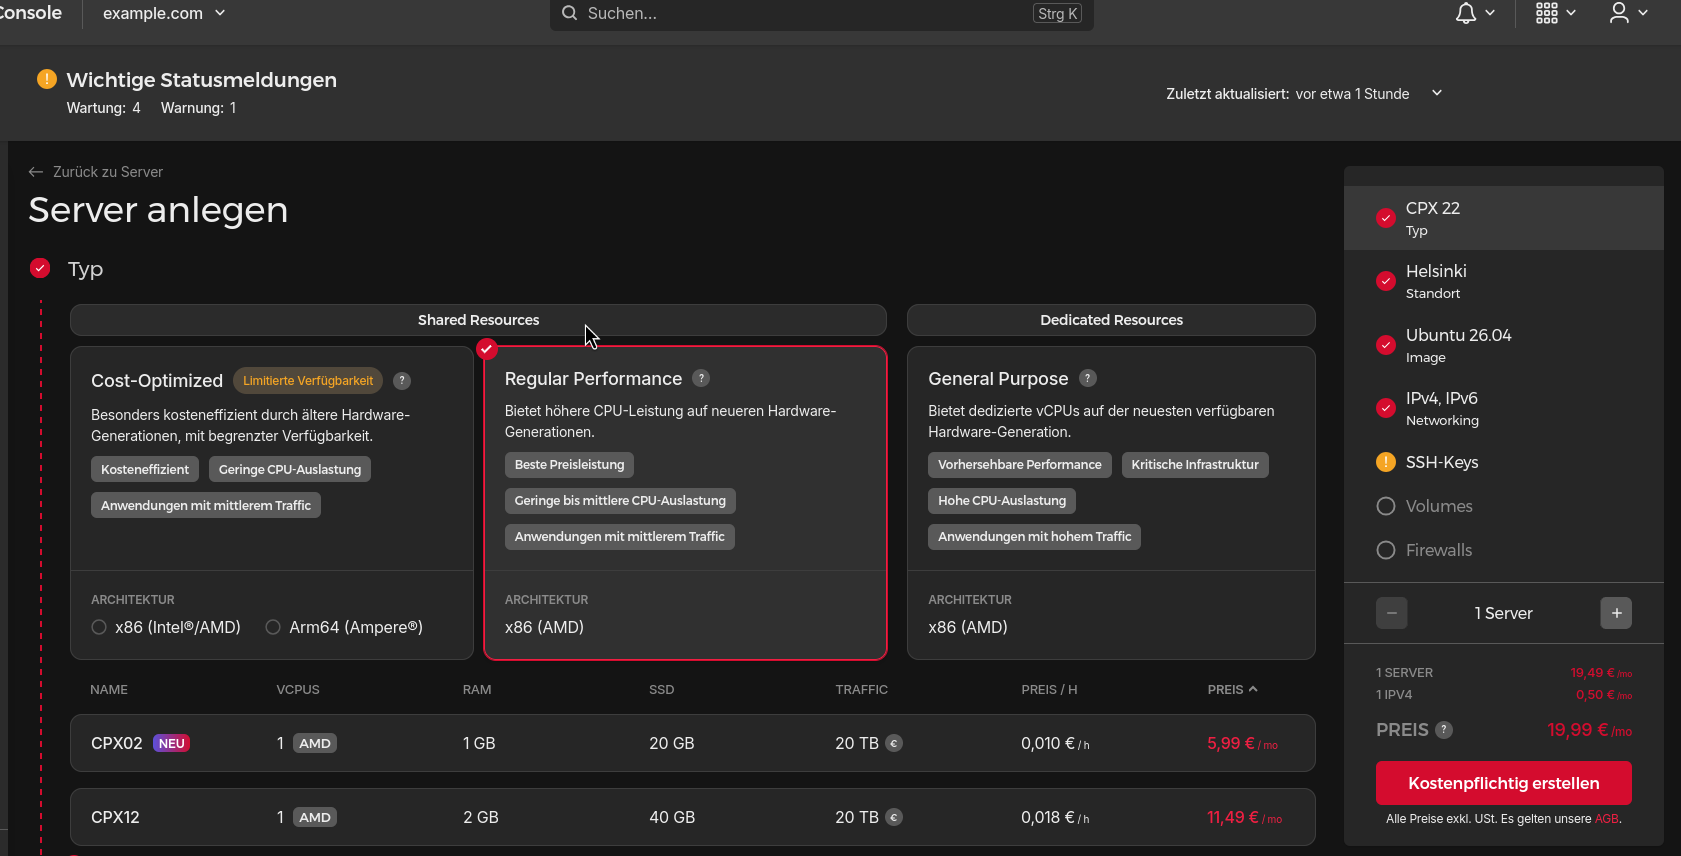 Console
example.com
Suchen...
Strg K
Wichtige Statusmeldungen
Wartung: 4 Warnung: 1
Zuletzt aktualisiert: vor etwa 1 Stunde
← Zurück zu Server
Server anlegen
Typ
Shared Resources
Dedicated Resources
Cost-Optimized Limitierte Verfügbarkeit ?
Besonders kosteneffizient durch ältere Hardware-
Generationen, mit begrenzter Verfügbarkeit.
Kosteneffizient Geringe CPU-Auslastung
Anwendungen mit mittlerem Traffic
ARCHITEKTUR
x86 (Intel®/AMD) Arm64 (Ampere®)
Regular Performance ?
Bietet höhere CPU-Leistung auf neueren Hardware-
Generationen.
Beste Preisleistung
Geringe bis mittlere CPU-Auslastung
Anwendungen mit mittlerem Traffic
ARCHITEKTUR
x86 (AMD)
General Purpose ?
Bietet dedizierte vCPUs auf der neuesten verfügbaren
Hardware-Generation.
Vorhersehbare Performance Kritische Infrastruktur
Hohe CPU-Auslastung
Anwendungen mit hohem Traffic
ARCHITEKTUR
x86 (AMD)
NAME VCPUS RAM SSD TRAFFIC PREIS / H PREIS
CPX02 NEU 1 AMD 1 GB 20 GB 20 TB € 0,010 € / h 5,99 € / mo
CPX12 1 AMD 2 GB 40 GB 20 TB € 0,018 € / h 11,49 € / mo
CPX 22
Typ
Helsinki
Standort
Ubuntu 26.04
Image
IPv4, IPv6
Networking
! SSH-Keys
Volumes
Firewalls
− 1 Server +
1 SERVER 19,49 € /mo
1 IPV4 0,50 € /mo
PREIS ? 19,99 € /mo
Kostenpflichtig erstellen
Alle Preise exkl. USt. Es gelten unsere AGB.